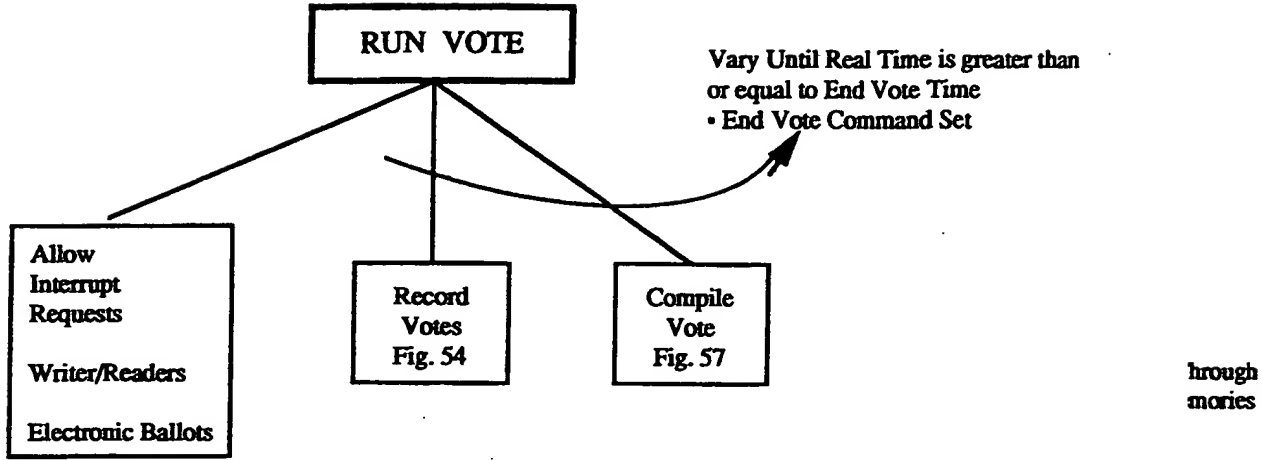 RUN VOTE
Vary Until Real Time is greater than
or equal to End Vote Time
• End Vote Command Set
Allow
Interrupt
Requests
Writer/Readers
Electronic Ballots
Record
Votes
Fig. 54
Compile
Vote
Fig. 57
hrough
mories